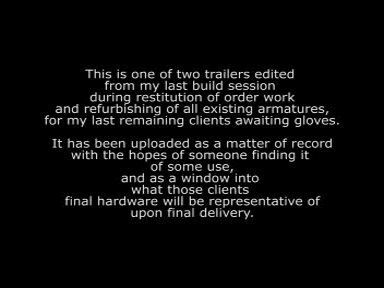 This is one of two trailers edited
from my last build session
during restitution of order work
and refurbishing of all existing armatures,
for my last remaining clients awaiting gloves.
It has been uploaded as a matter of record
with the hopes of someone finding it
of some use,
and as a window into
what those clients
final hardware will be representative of
upon final delivery.